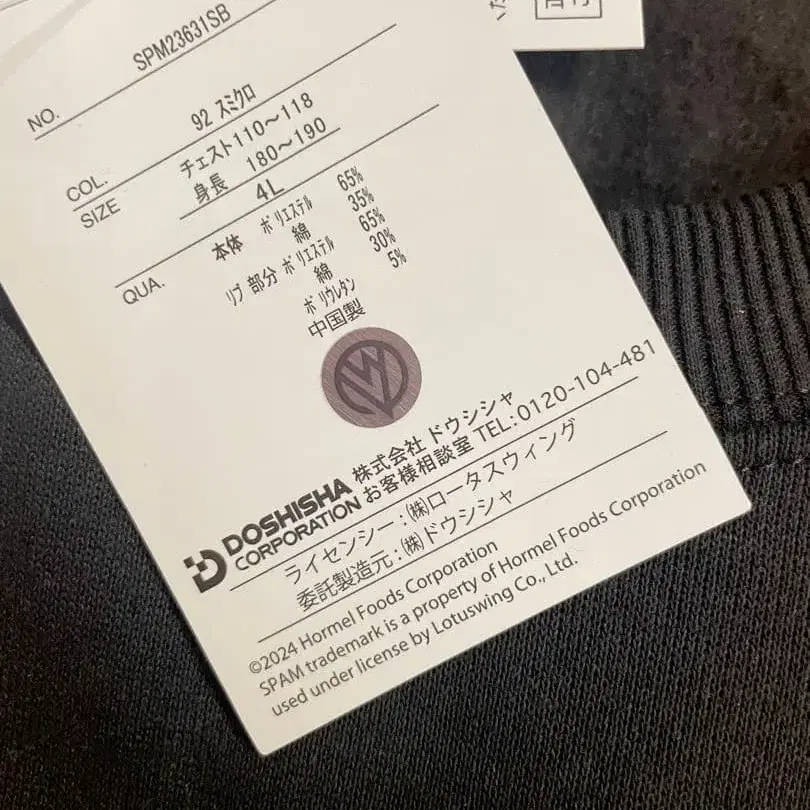 NO. SPM23631SB
COL. 92 スミクロ
SIZE チェスト110〜118
身長 180〜190
4L
QUA. 本体 ポリエステル 65%
綿 35%
リブ部分 ポリエステル 65%
綿 30%
ポリウレタン 5%
中国製
DOSHISHA CORPORATION
株式会社 ドウシシャ
お客様相談室 TEL:0120-104-481
ライセンシー:㈱ロータスウィング
委託製造元:㈱ドウシシャ
©2024 Hormel Foods Corporation
SPAM trademark is a property of Hormel Foods Corporation
used under license by Lotuswing Co., Ltd.